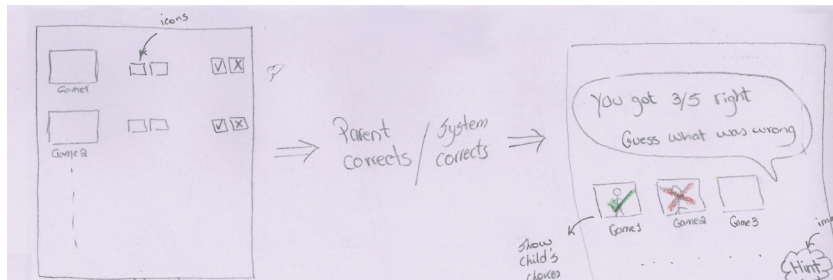 icons
Game1
Game2
Parent / System
corrects / corrects
You got 3/5 right
Guess what was wrong
Game1 Game2 Game3
Show
child's
choices
Hint